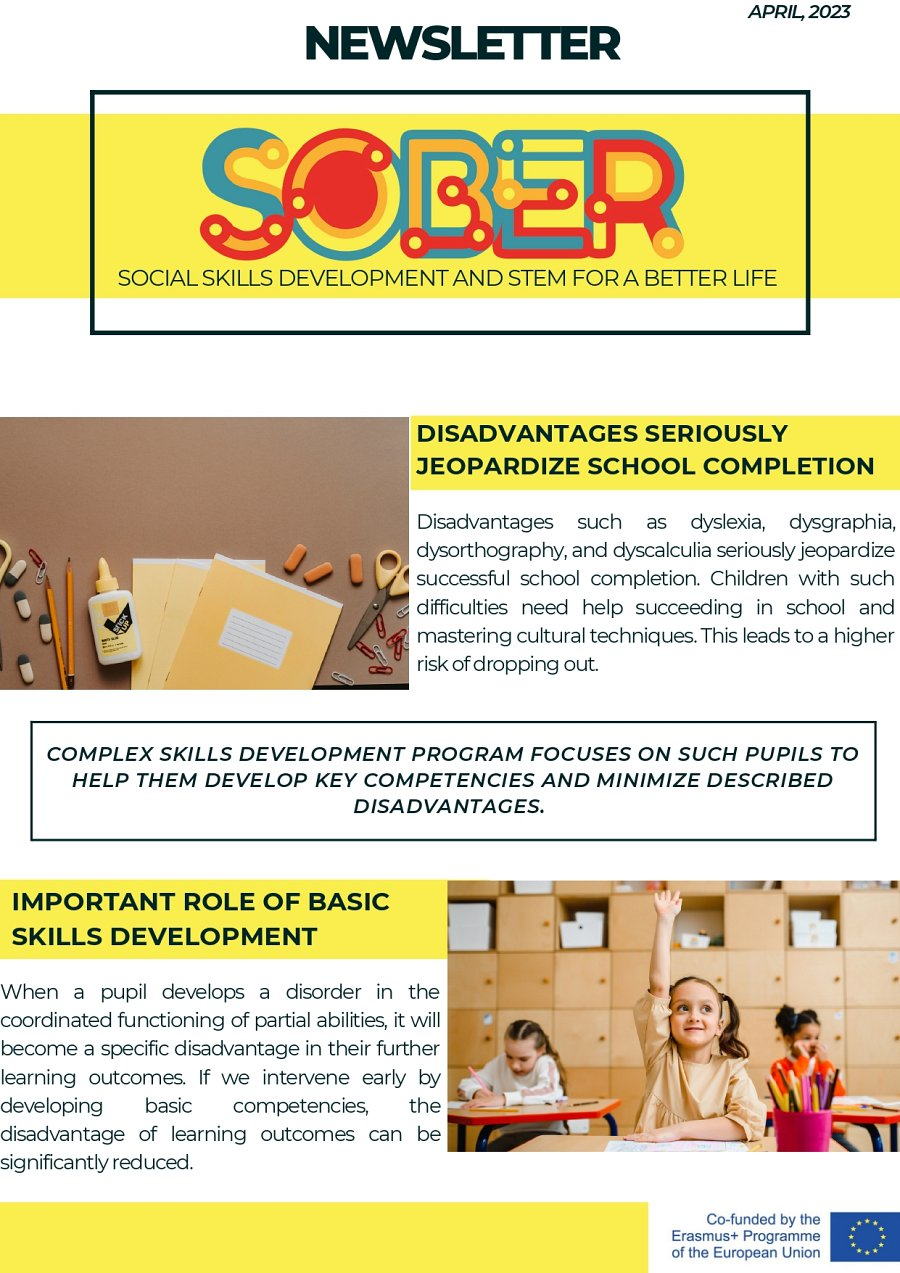 APRIL, 2023
NEWSLETTER
SOBER
SOCIAL SKILLS DEVELOPMENT AND STEM FOR A BETTER LIFE
DISADVANTAGES SERIOUSLY
JEOPARDIZE SCHOOL COMPLETION
Disadvantages such as dyslexia, dysgraphia,
dysorthography, and dyscalculia seriously jeopardize
successful school completion. Children with such
difficulties need help succeeding in school and
mastering cultural techniques. This leads to a higher
risk of dropping out.
STICK
UP
COMPLEX SKILLS DEVELOPMENT PROGRAM FOCUSES ON SUCH PUPILS TO
HELP THEM DEVELOP KEY COMPETENCIES AND MINIMIZE DESCRIBED
DISADVANTAGES.
IMPORTANT ROLE OF BASIC
SKILLS DEVELOPMENT
When a pupil develops a disorder in the
coordinated functioning of partial abilities, it will
become a specific disadvantage in their further
learning outcomes. If we intervene early by
developing basic competencies, the
disadvantage of learning outcomes can be
significantly reduced.
Co-funded by the
Erasmus+ Programme
of the European Union